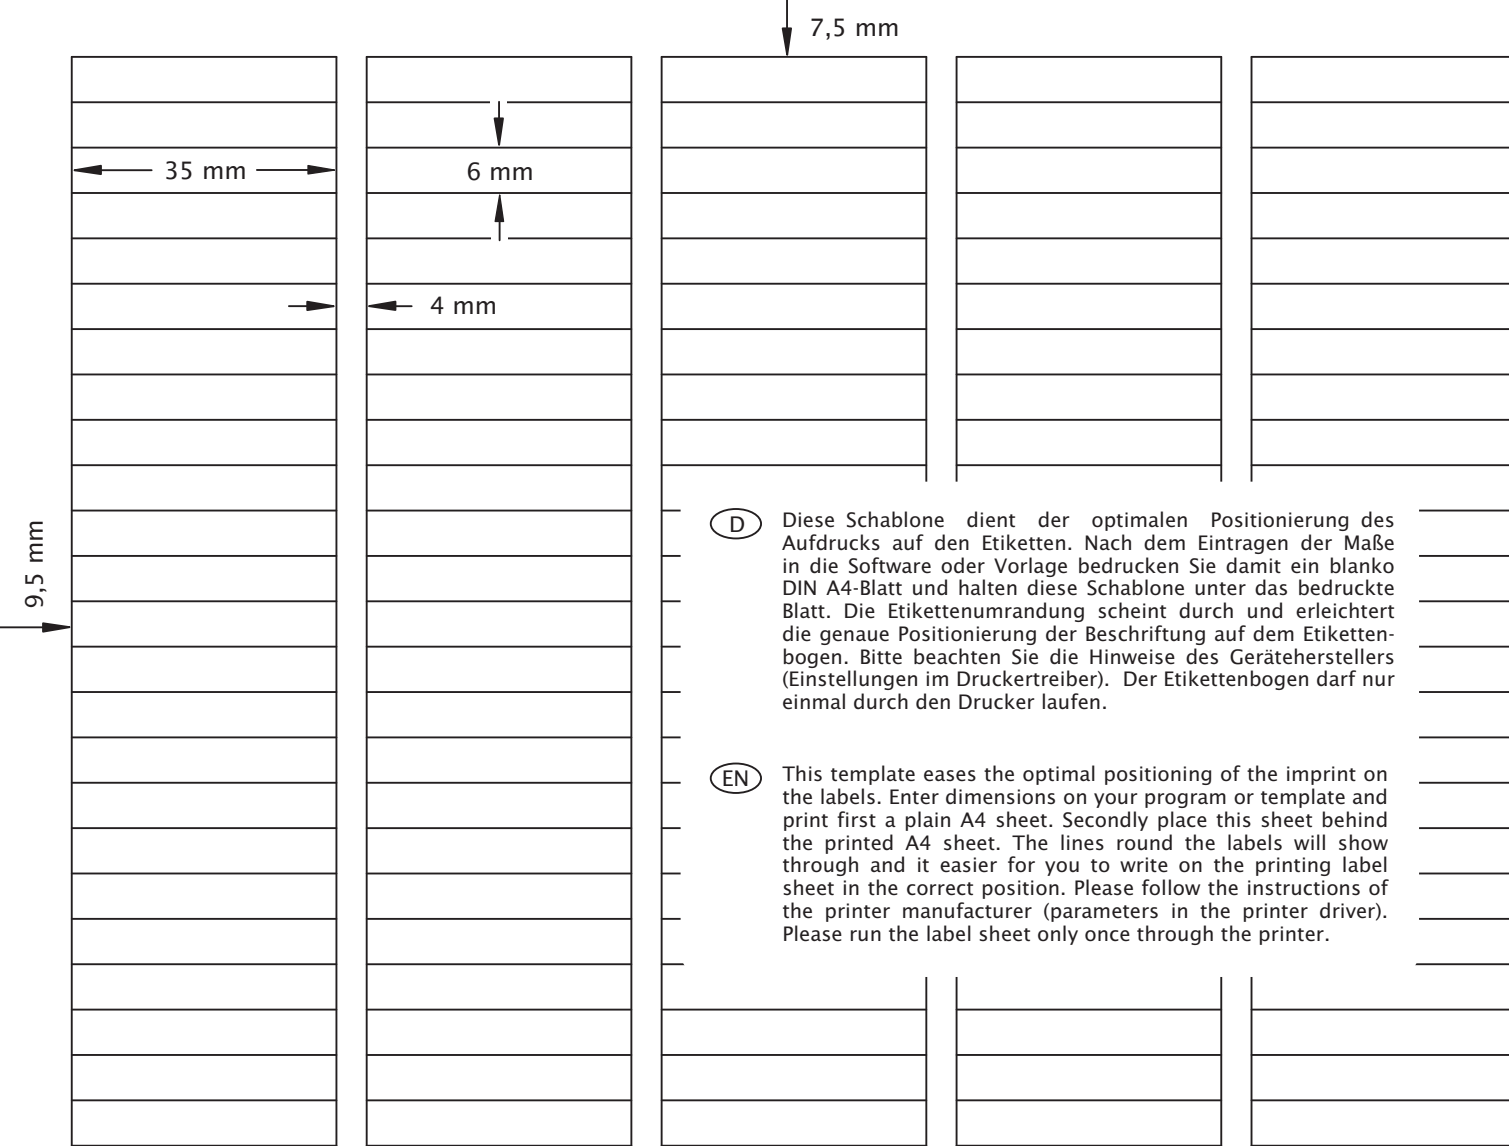 7,5 mm
35 mm
6 mm
4 mm
9,5 mm
D
Diese Schablone dient der optimalen Positionierung des
Aufdrucks auf den Etiketten. Nach dem Eintragen der Maße
in die Software oder Vorlage bedrucken Sie damit ein blanko
DIN A4-Blatt und halten diese Schablone unter das bedruckte
Blatt. Die Etikettenumrandung scheint durch und erleichtert
die genaue Positionierung der Beschriftung auf dem Etiketten-
bogen. Bitte beachten Sie die Hinweise des Geräteherstellers
(Einstellungen im Druckertreiber). Der Etikettenbogen darf nur
einmal durch den Drucker laufen.
EN
This template eases the optimal positioning of the imprint on
the labels. Enter dimensions on your program or template and
print first a plain A4 sheet. Secondly place this sheet behind
the printed A4 sheet. The lines round the labels will show
through and it easier for you to write on the printing label
sheet in the correct position. Please follow the instructions of
the printer manufacturer (parameters in the printer driver).
Please run the label sheet only once through the printer.